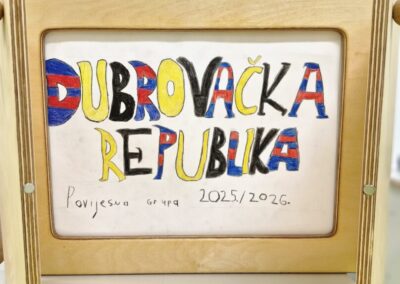 DUBROVAČKA
REPUBLIKA
Povijesna grupa 2025./2026.